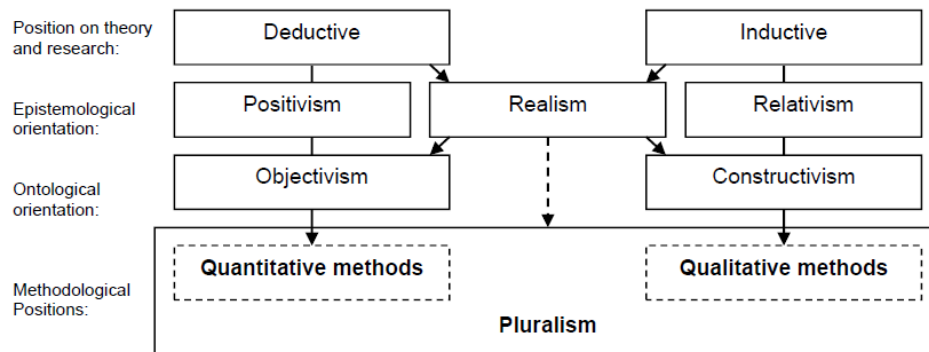 Position on theory
and research:
Deductive
Inductive
Epistemological
orientation:
Positivism
Realism
Relativism
Ontological
orientation:
Objectivism
Constructivism
Methodological
Positions:
Quantitative methods
Qualitative methods
Pluralism